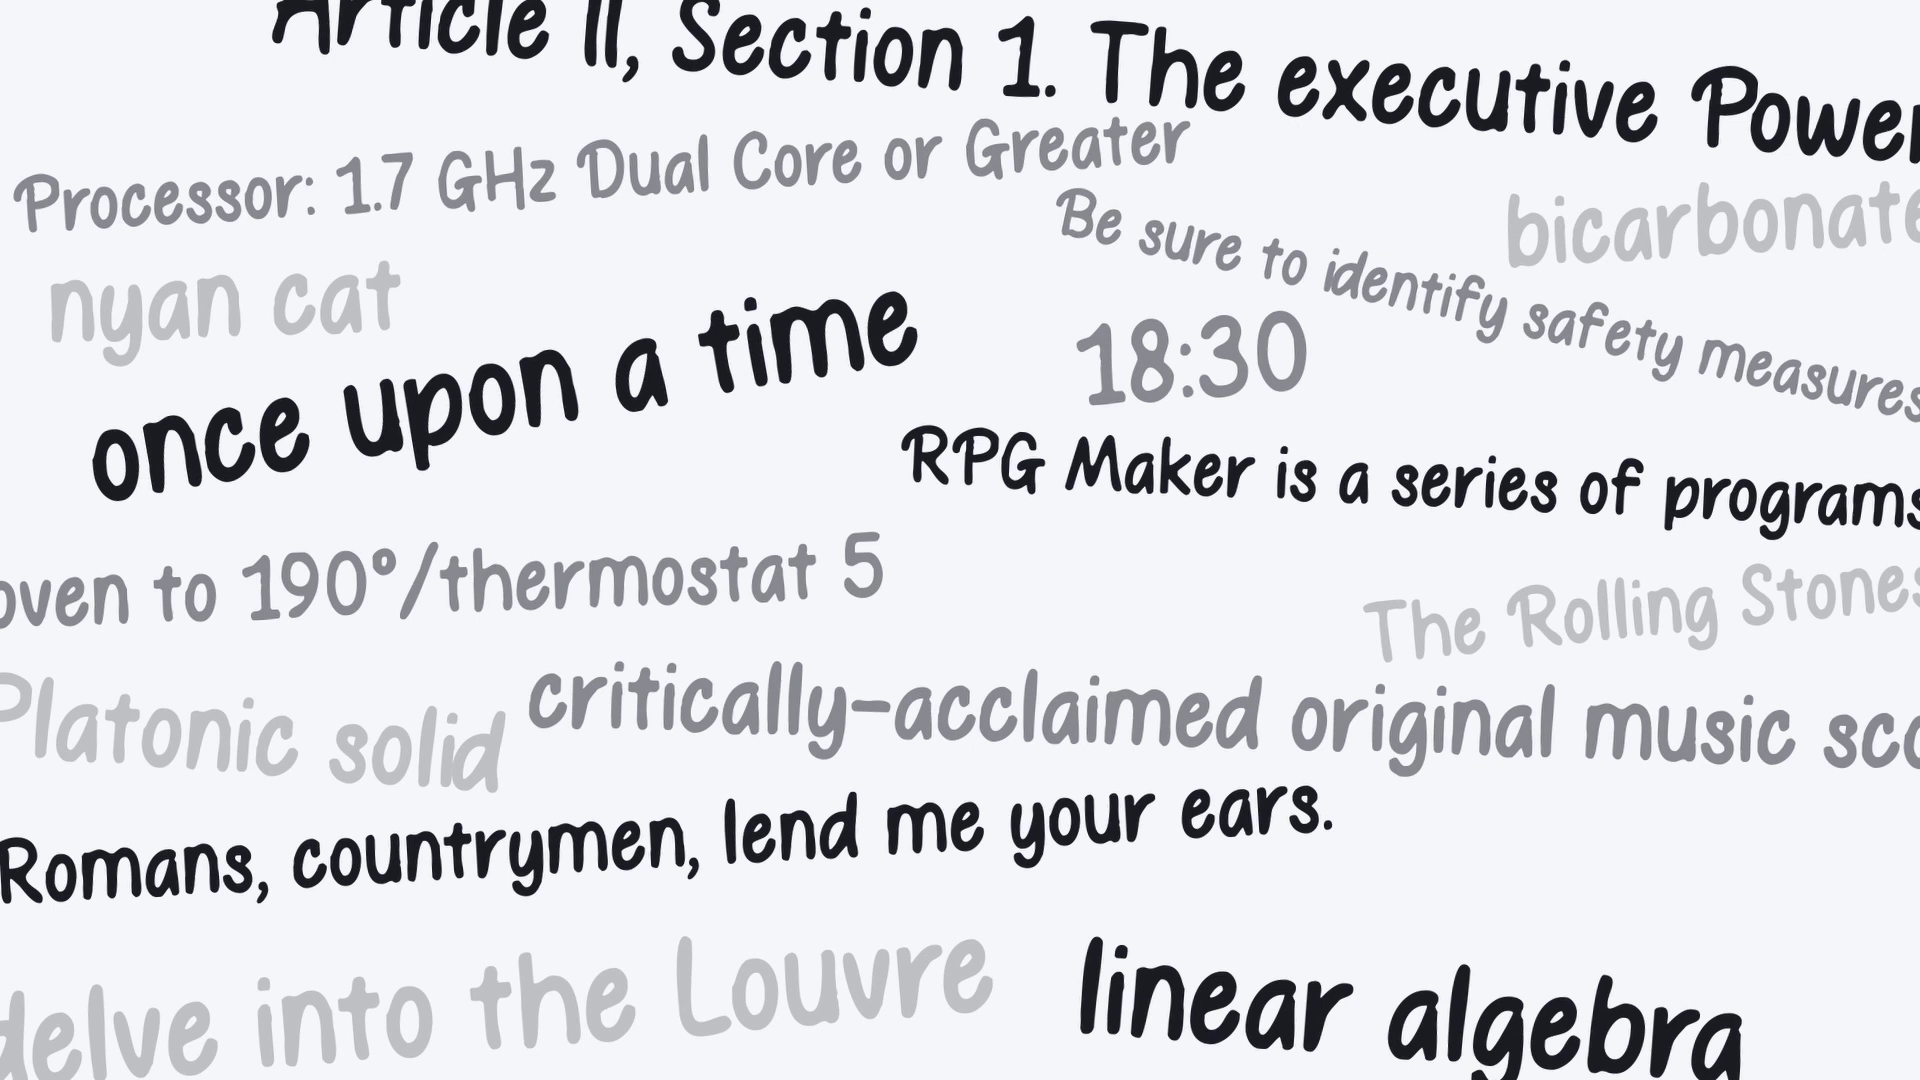 Article II, Section 1. The executive Power
Processor: 1.7 GHz Dual Core or Greater
Be sure to identify safety measures
bicarbonate
nyan cat
once upon a time
18:30
RPG Maker is a series of programs
oven to 190°/thermostat 5
The Rolling Stones
Platonic solid
critically-acclaimed original music sco
Romans, countrymen, lend me your ears.
delve into the Louvre
linear algebra